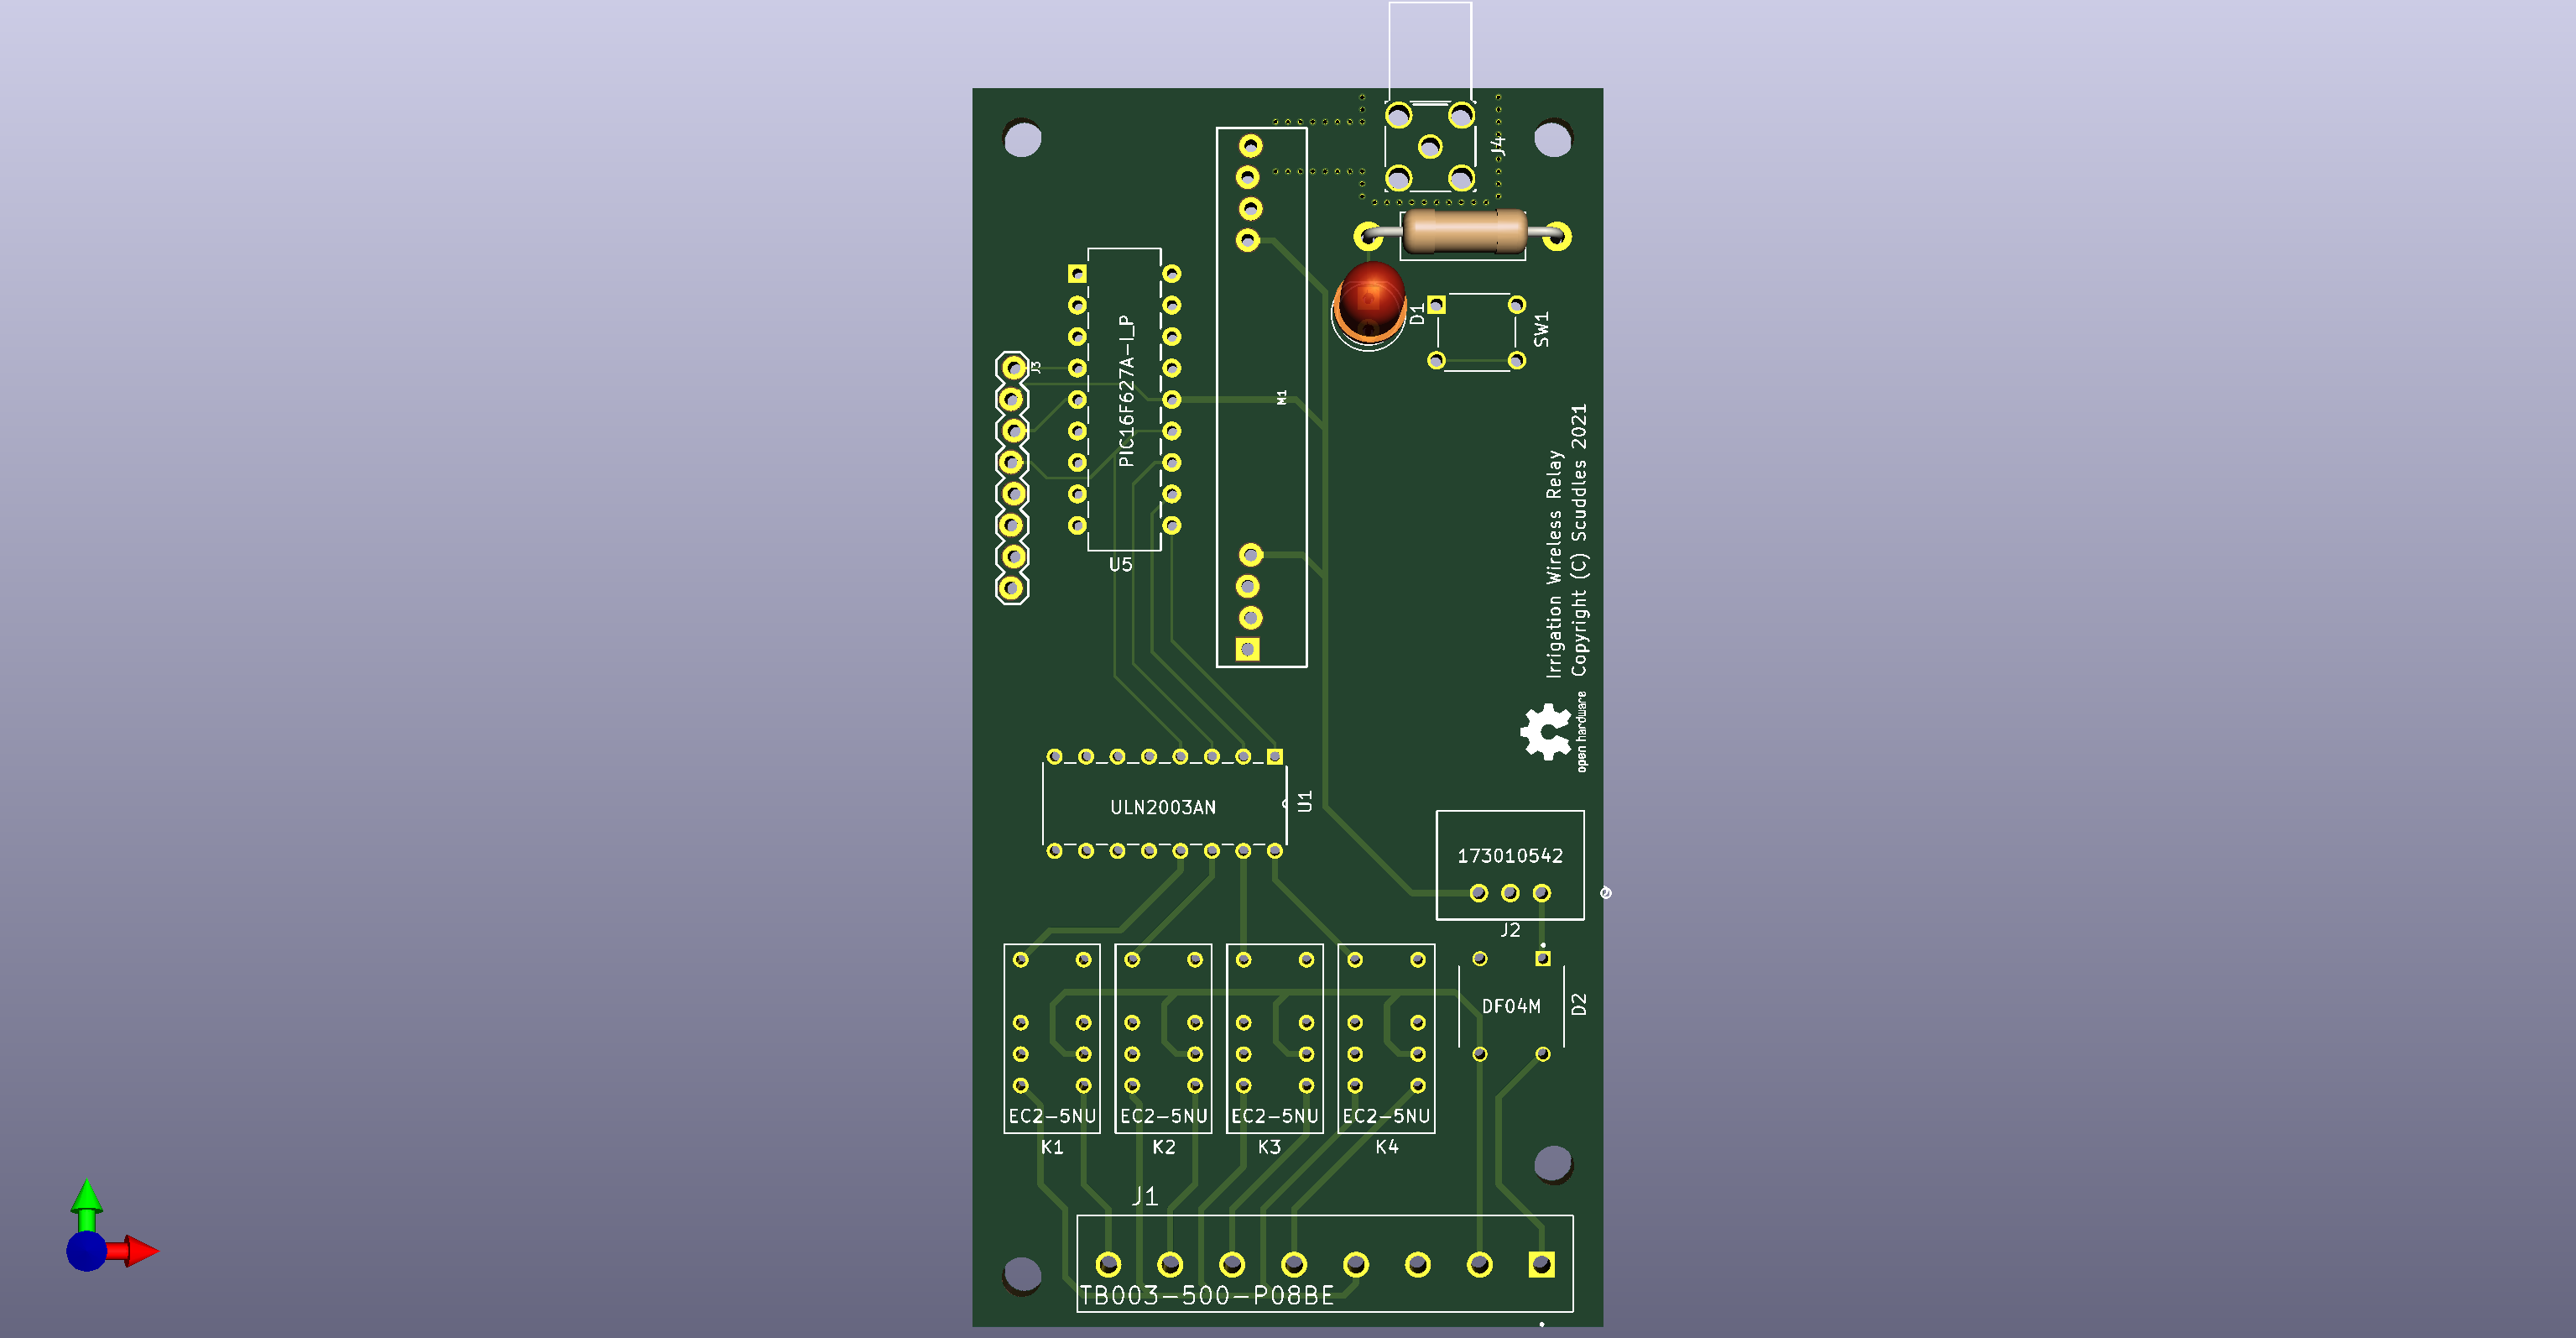 J4
J3
D1
SW1
PIC16F627A-I_P
M1
U5
Irrigation Wireless Relay
Copyright (C) Scuddles 2021
open hardware
ULN2003AN
U1
173010542
J2
DF04M
D2
EC2-5NU
EC2-5NU
EC2-5NU
EC2-5NU
K1
K2
K3
K4
J1
TB003-500-P08BE